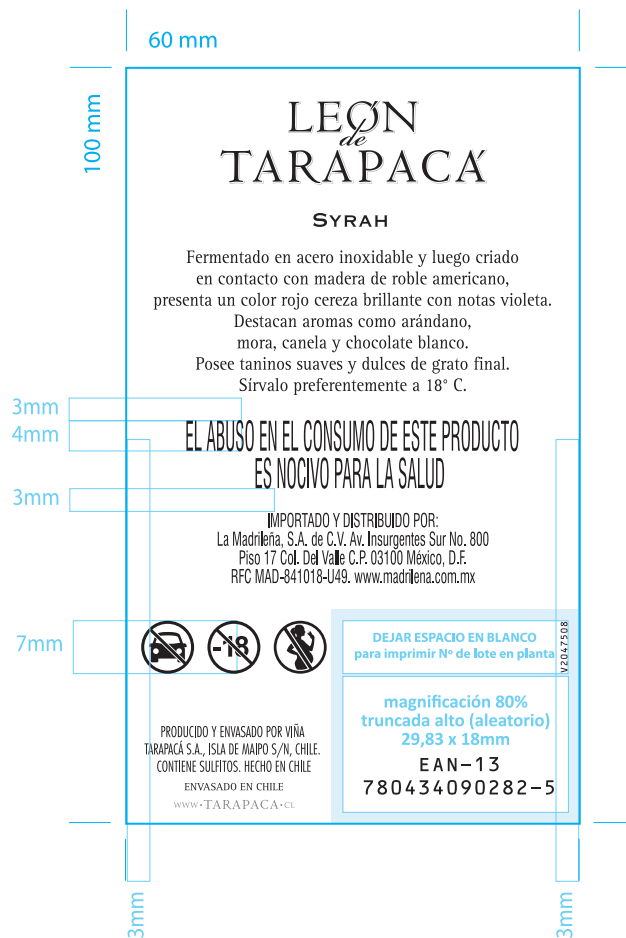 60 mm
100 mm
LEÓN
de
TARAPACÁ
SYRAH
Fermentado en acero inoxidable y luego criado
en contacto con madera de roble americano,
presenta un color rojo cereza brillante con notas violeta.
Destacan aromas como arándano,
mora, canela y chocolate blanco.
Posee taninos suaves y dulces de grato final.
Sírvalo preferentemente a 18° C.
3mm
4mm
EL ABUSO EN EL CONSUMO DE ESTE PRODUCTO
ES NOCIVO PARA LA SALUD
3mm
IMPORTADO Y DISTRIBUIDO POR:
La Madrileña, S.A. de C.V. Av. Insurgentes Sur No. 800
Piso 17 Col. Del Valle C.P. 03100 México, D.F.
RFC MAD-841018-U49. www.madrilena.com.mx
7mm
-18
DEJAR ESPACIO EN BLANCO
para imprimir Nº de lote en planta
V2047508
magnificación 80%
truncada alto (aleatorio)
29,83 x 18mm
EAN-13
780434090282-5
PRODUCIDO Y ENVASADO POR VIÑA
TARAPACÁ S.A., ISLA DE MAIPO S/N, CHILE.
CONTIENE SULFITOS. HECHO EN CHILE
ENVASADO EN CHILE
WWW·TARAPACA·CL
3mm
3mm